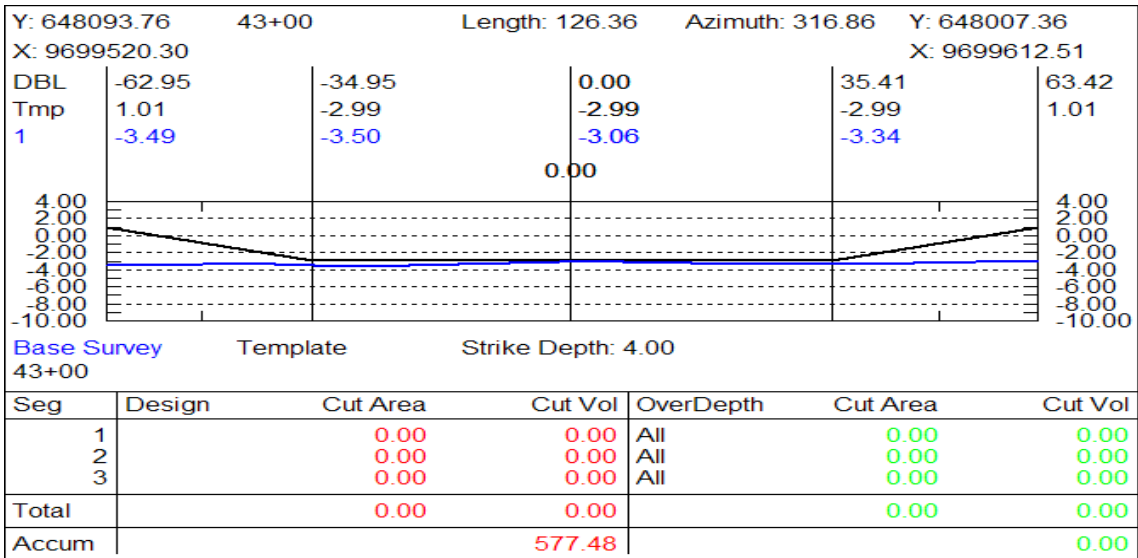 Y: 648093.76 43+00 Length: 126.36 Azimuth: 316.86 Y: 648007.36
X: 9699520.30 X: 9699612.51
DBL -62.95 -34.95 0.00 35.41 63.42
Tmp 1.01 -2.99 -2.99 -2.99 1.01
1 -3.49 -3.50 -3.06 -3.34
0.00
4.00 4.00
2.00 2.00
0.00 0.00
-2.00 -2.00
-4.00 -4.00
-6.00 -6.00
-8.00 -8.00
-10.00 -10.00
Base Survey Template Strike Depth: 4.00
43+00
Seg Design Cut Area Cut Vol OverDepth Cut Area Cut Vol
1 0.00 0.00 All 0.00 0.00
2 0.00 0.00 All 0.00 0.00
3 0.00 0.00 All 0.00 0.00
Total 0.00 0.00 0.00 0.00
Accum 577.48 0.00